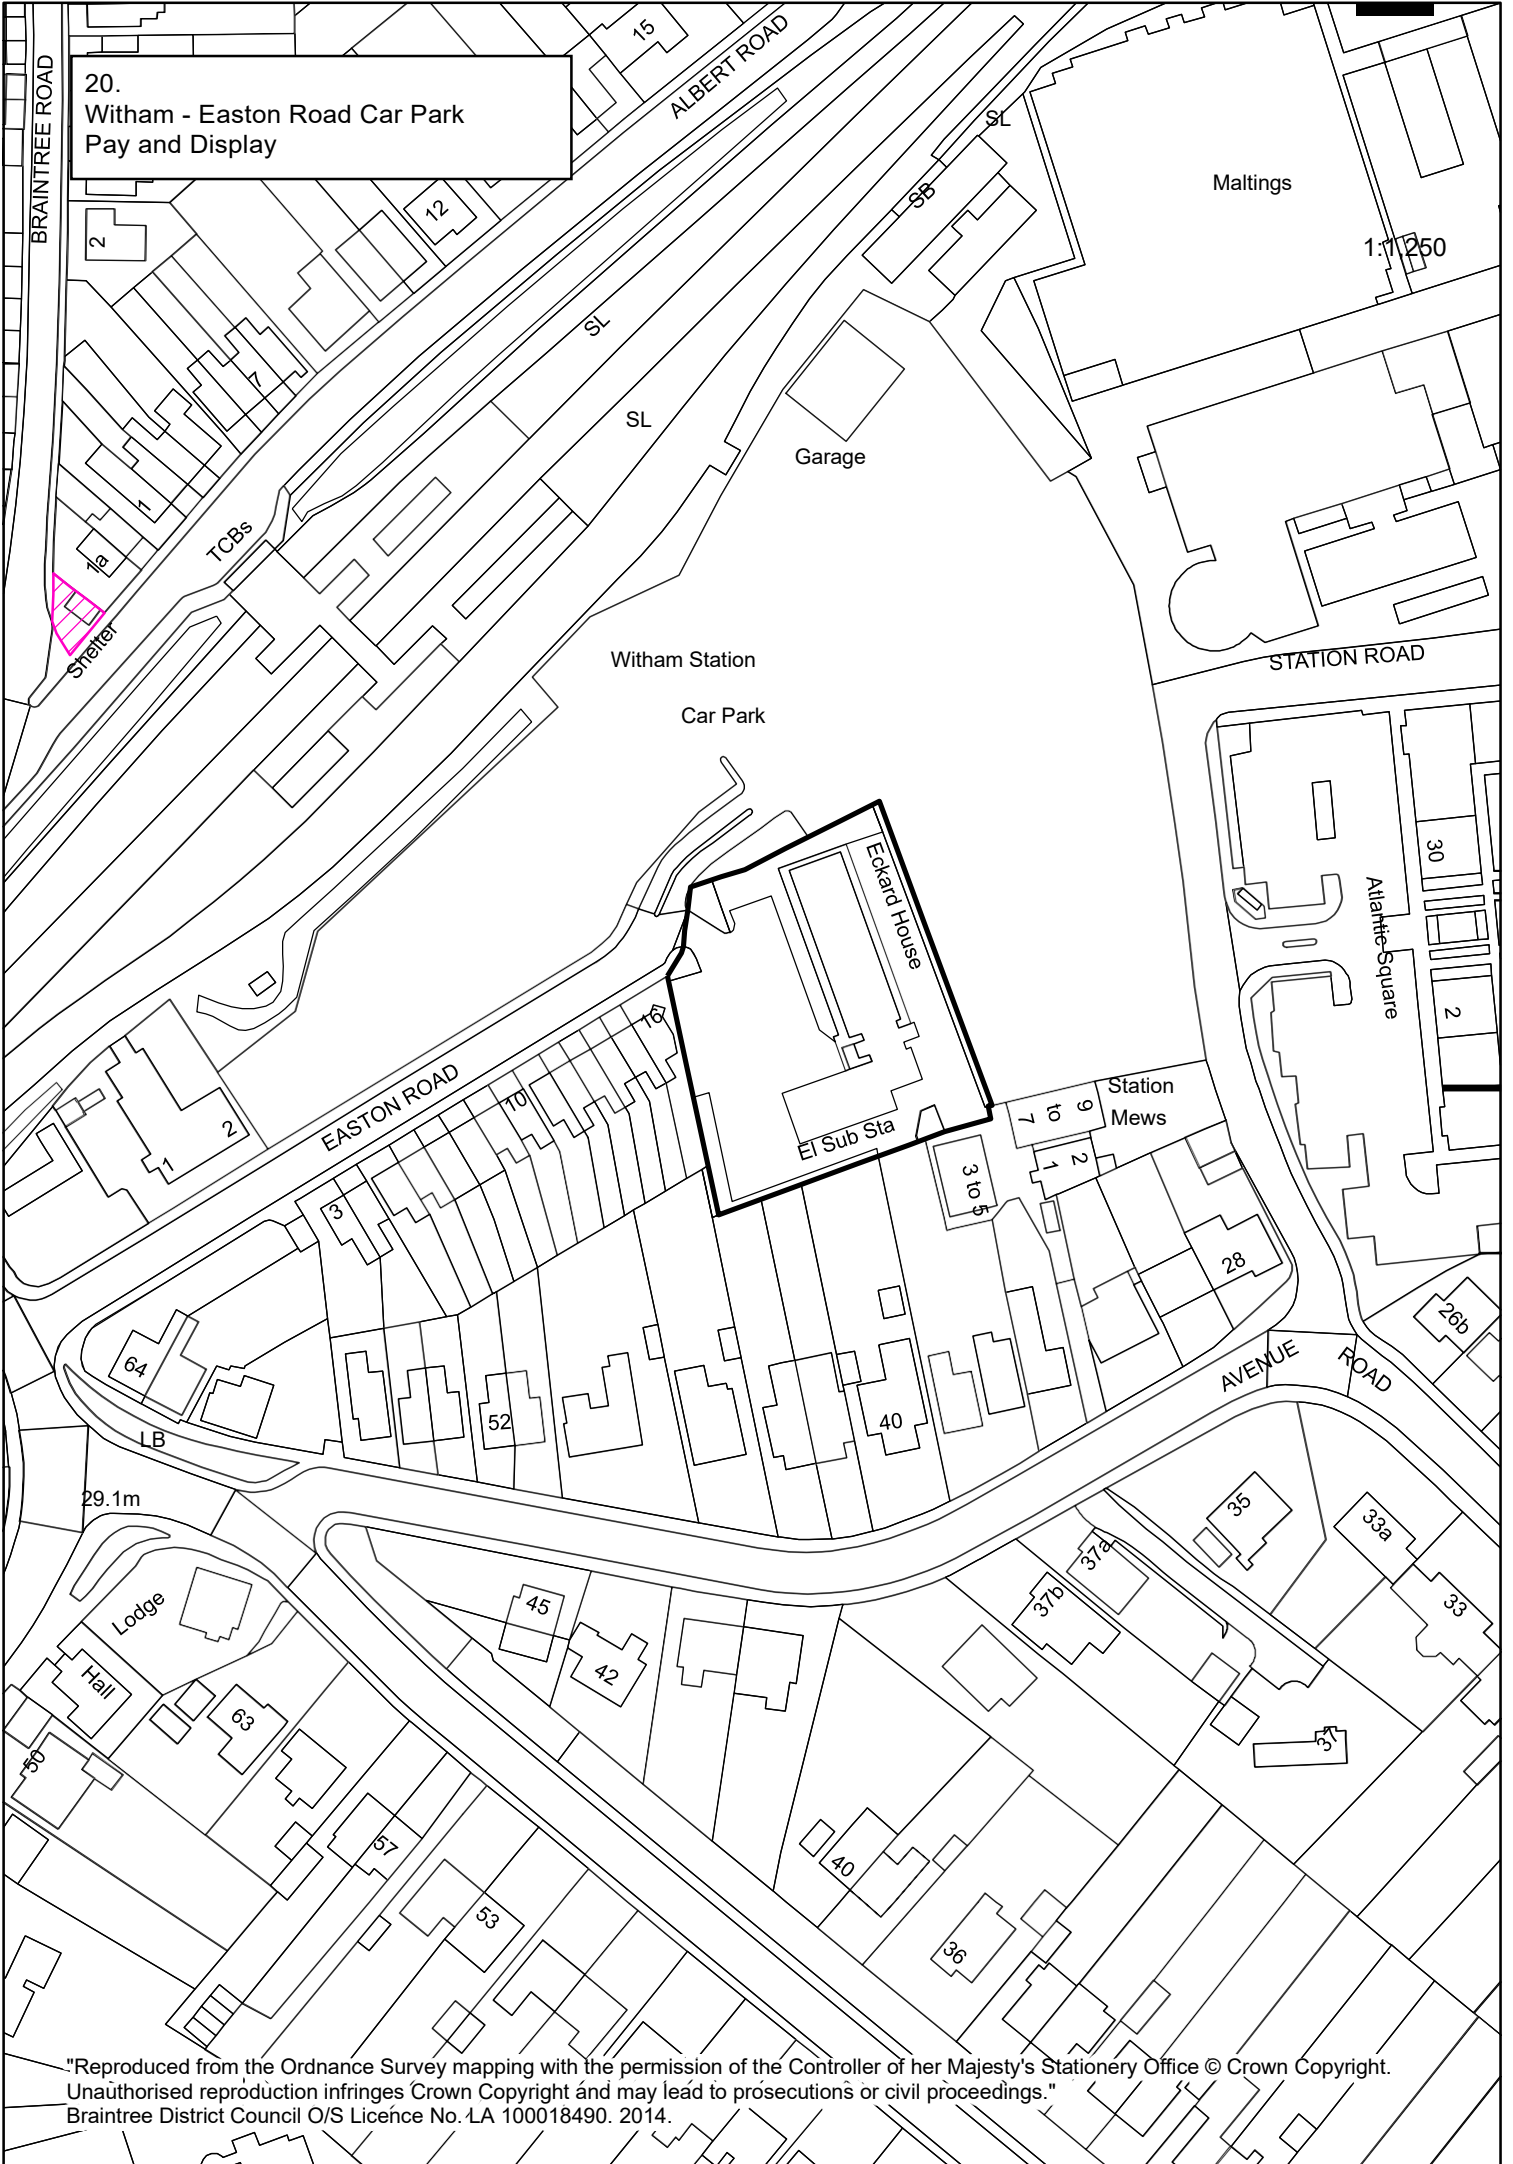 20.
Witham - Easton Road Car Park
Pay and Display
BRAINTREE ROAD
ALBERT ROAD
15
12
2
7
1
1a
Shelter
TCBs
SL
SL
SL
SB
Maltings
1:1,250
Garage
Witham Station
Car Park
STATION ROAD
Eckard House
El Sub Sta
Atlantic Square
30
2
EASTON ROAD
16
10
3
2
1
Station
Mews
7
to
9
1
2
3 to 5
28
26b
AVENUE
ROAD
64
LB
29.1m
52
40
35
33a
33
37a
37b
37
Lodge
Hall
50
63
57
53
45
42
40
36
"Reproduced from the Ordnance Survey mapping with the permission of the Controller of her Majesty's Stationery Office © Crown Copyright.
Unauthorised reproduction infringes Crown Copyright and may lead to prosecutions or civil proceedings."
Braintree District Council O/S Licence No. LA 100018490. 2014.